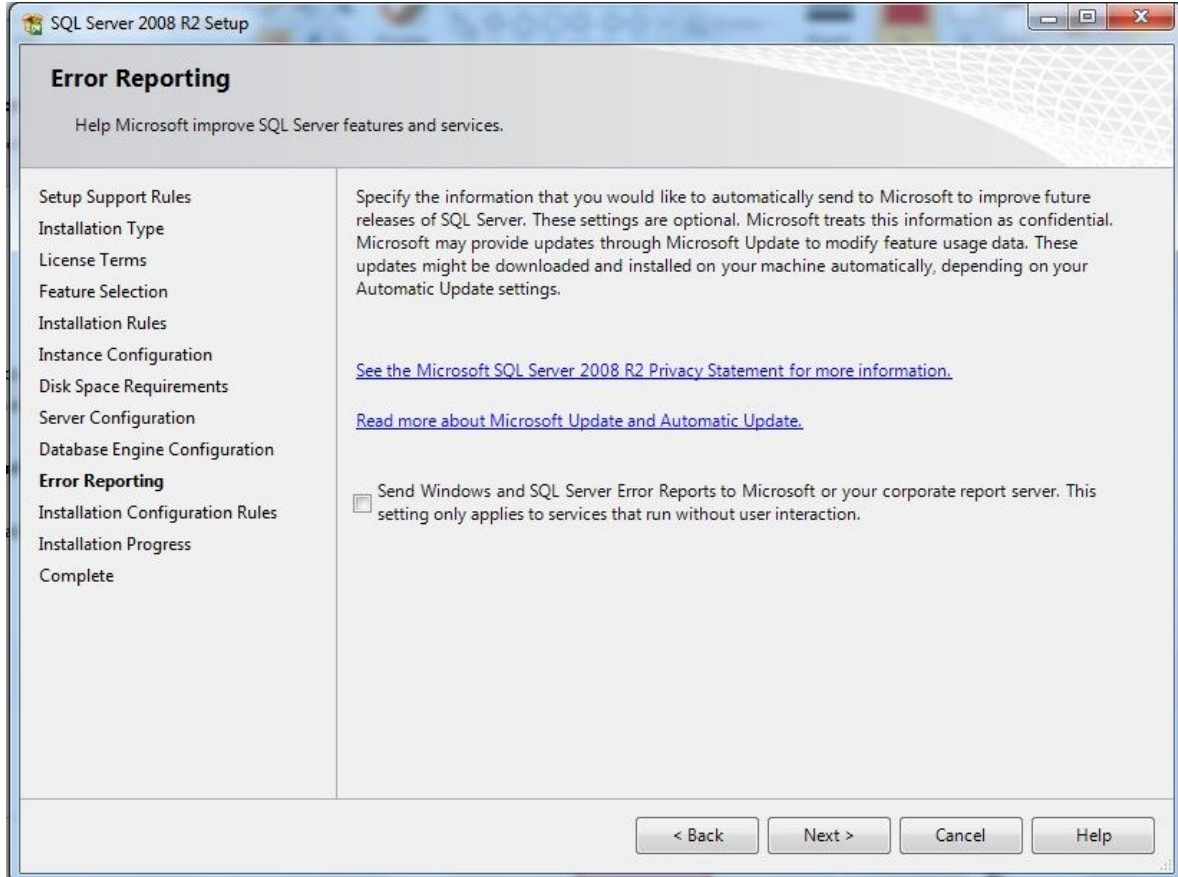 SQL Server 2008 R2 Setup
Error Reporting
Help Microsoft improve SQL Server features and services.
Setup Support Rules
Installation Type
License Terms
Feature Selection
Installation Rules
Instance Configuration
Disk Space Requirements
Server Configuration
Database Engine Configuration
Error Reporting
Installation Configuration Rules
Installation Progress
Complete
Specify the information that you would like to automatically send to Microsoft to improve future
releases of SQL Server. These settings are optional. Microsoft treats this information as confidential.
Microsoft may provide updates through Microsoft Update to modify feature usage data. These
updates might be downloaded and installed on your machine automatically, depending on your
Automatic Update settings.
See the Microsoft SQL Server 2008 R2 Privacy Statement for more information.
Read more about Microsoft Update and Automatic Update.
Send Windows and SQL Server Error Reports to Microsoft or your corporate report server. This
setting only applies to services that run without user interaction.
< Back
Next >
Cancel
Help